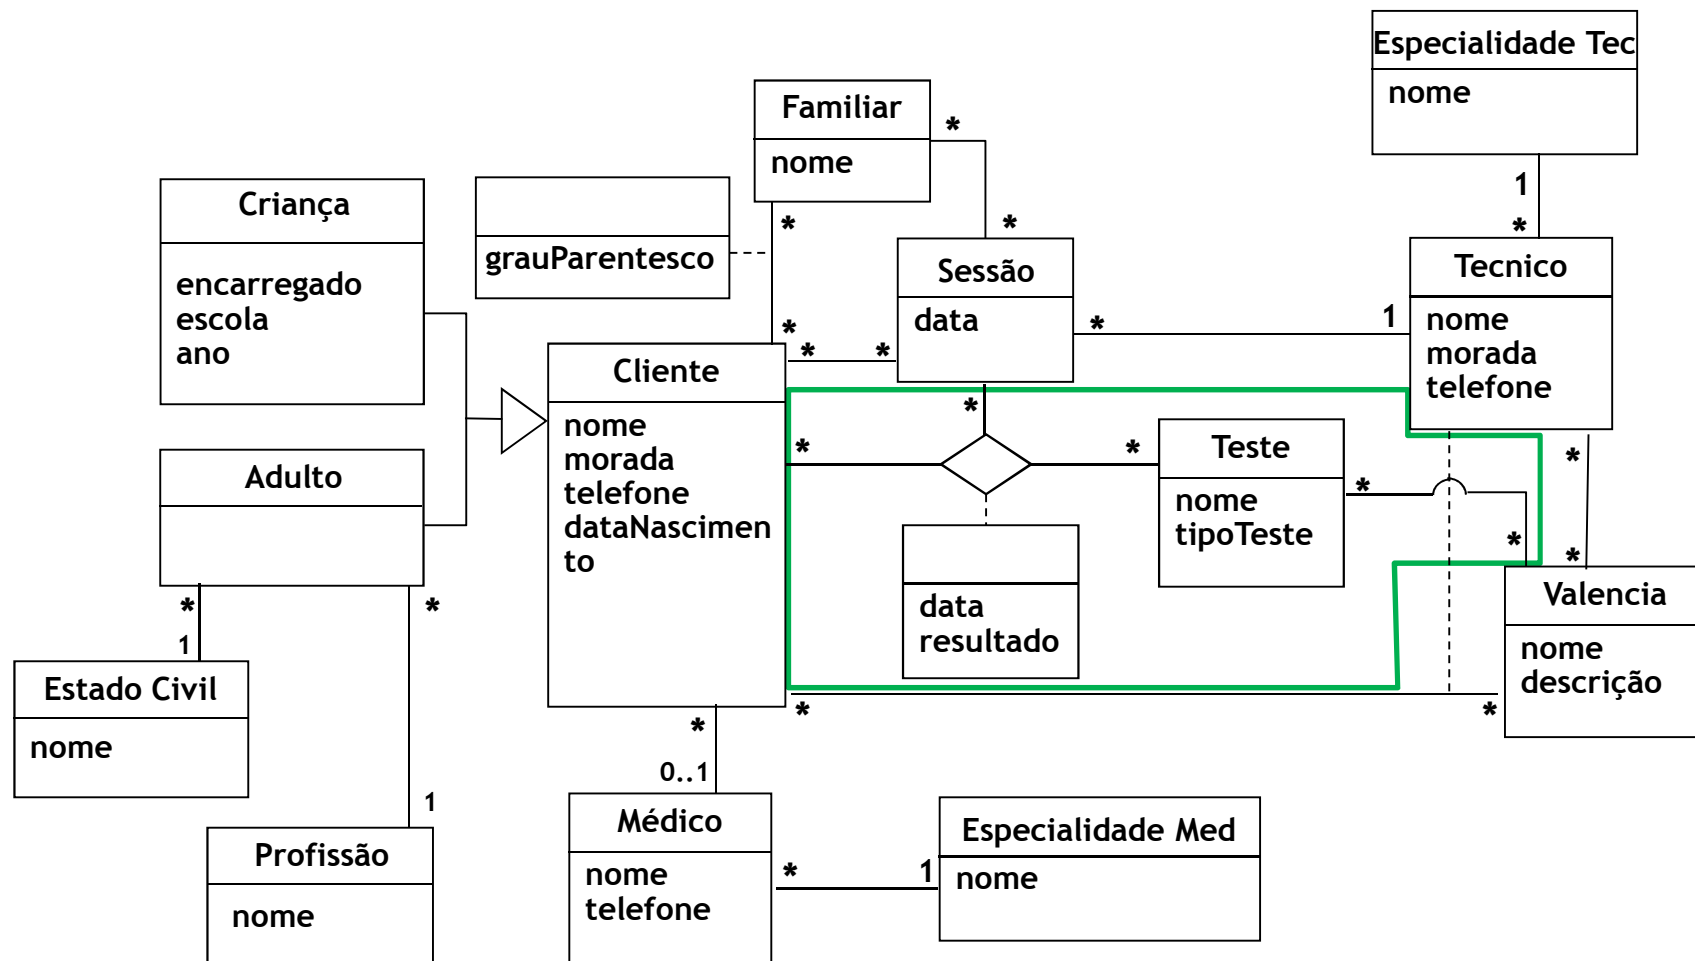 Especialidade Tec
nome
Familiar
*
nome
1
*
*
*
Criança
encarregado
escola
ano
grauParentesco
Sessão
data
Tecnico
nome
morada
telefone
*
*
*
*
1
Cliente
nome
morada
telefone
dataNascimen
to
*
*
*
Teste
nome
tipoTeste
*
*
*
*
Adulto
data
resultado
Valencia
nome
descrição
*
1
*
Estado Civil
nome
*
*
*
0..1
1
Profissão
nome
Médico
nome
telefone
*
1
Especialidade Med
nome